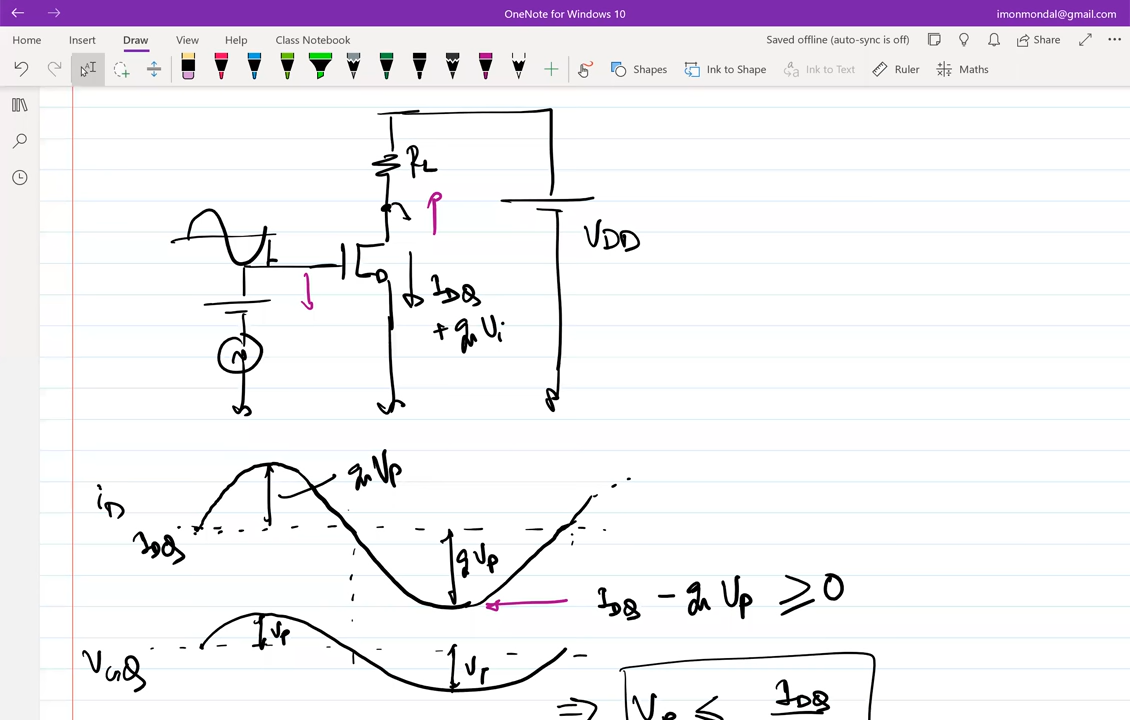 OneNote for Windows 10
imonmondal@gmail.com
Home Insert Draw View Help Class Notebook
Saved offline (auto-sync is off) Share
Shapes Ink to Shape Ink to Text Ruler Maths
RL
VDD
IDQ
+ gm Vi
gm Vp
iD
IDQ
gm Vp
IDQ - gm Vp ≥ 0
Vp
VGSQ
Vp
⇒ Vp ≤ IDQ